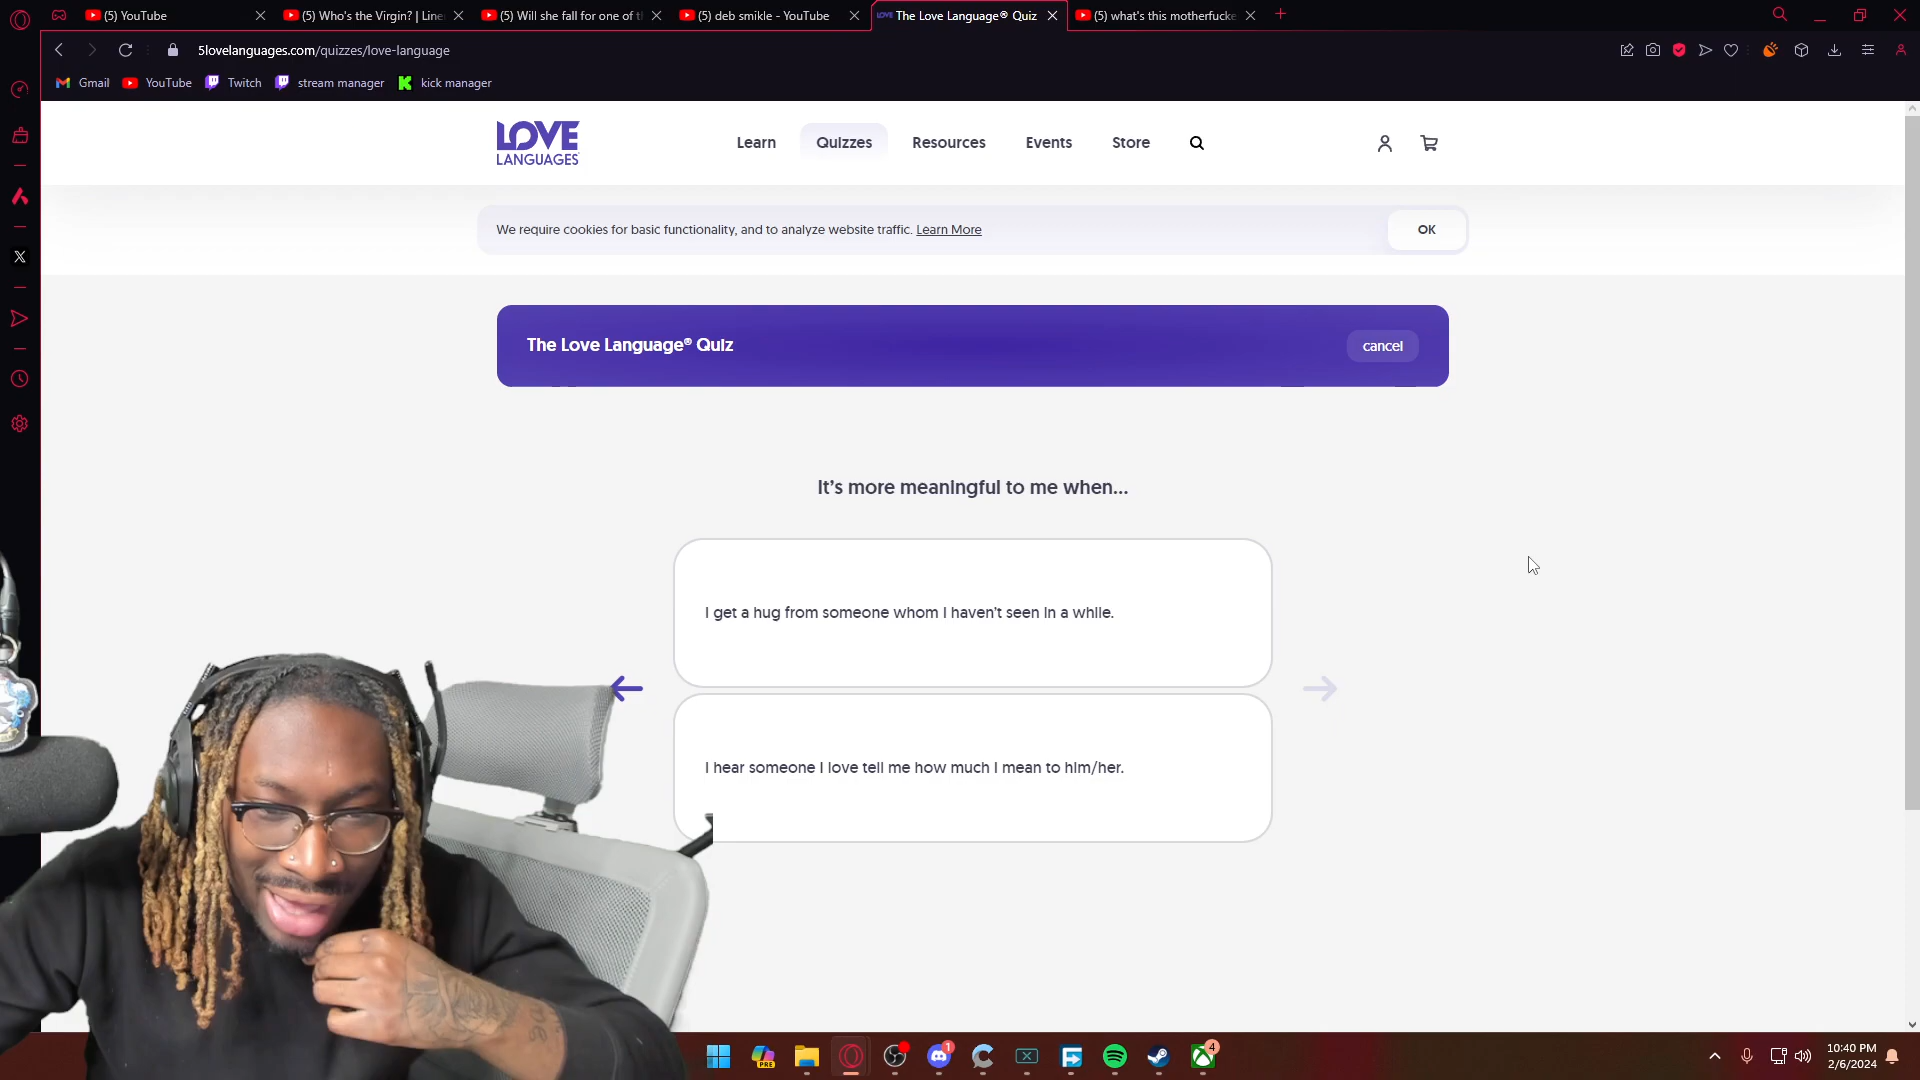 (5) YouTube
(5) Who's the Virgin? | Line
(5) Will she fall for one of t
(5) deb smikle - YouTube
LOVE The Love Language® Quiz
(5) what's this motherfucke
5lovelanguages.com/quizzes/love-language
Gmail YouTube Twitch stream manager kick manager
LOVE
LANGUAGES
Learn Quizzes Resources Events Store
We require cookies for basic functionality, and to analyze website traffic. Learn More
OK
The Love Language® Quiz
cancel
It's more meaningful to me when...
I get a hug from someone whom I haven't seen in a while.
I hear someone I love tell me how much I mean to him/her.
PRE
1
4
10:40 PM
2/6/2024